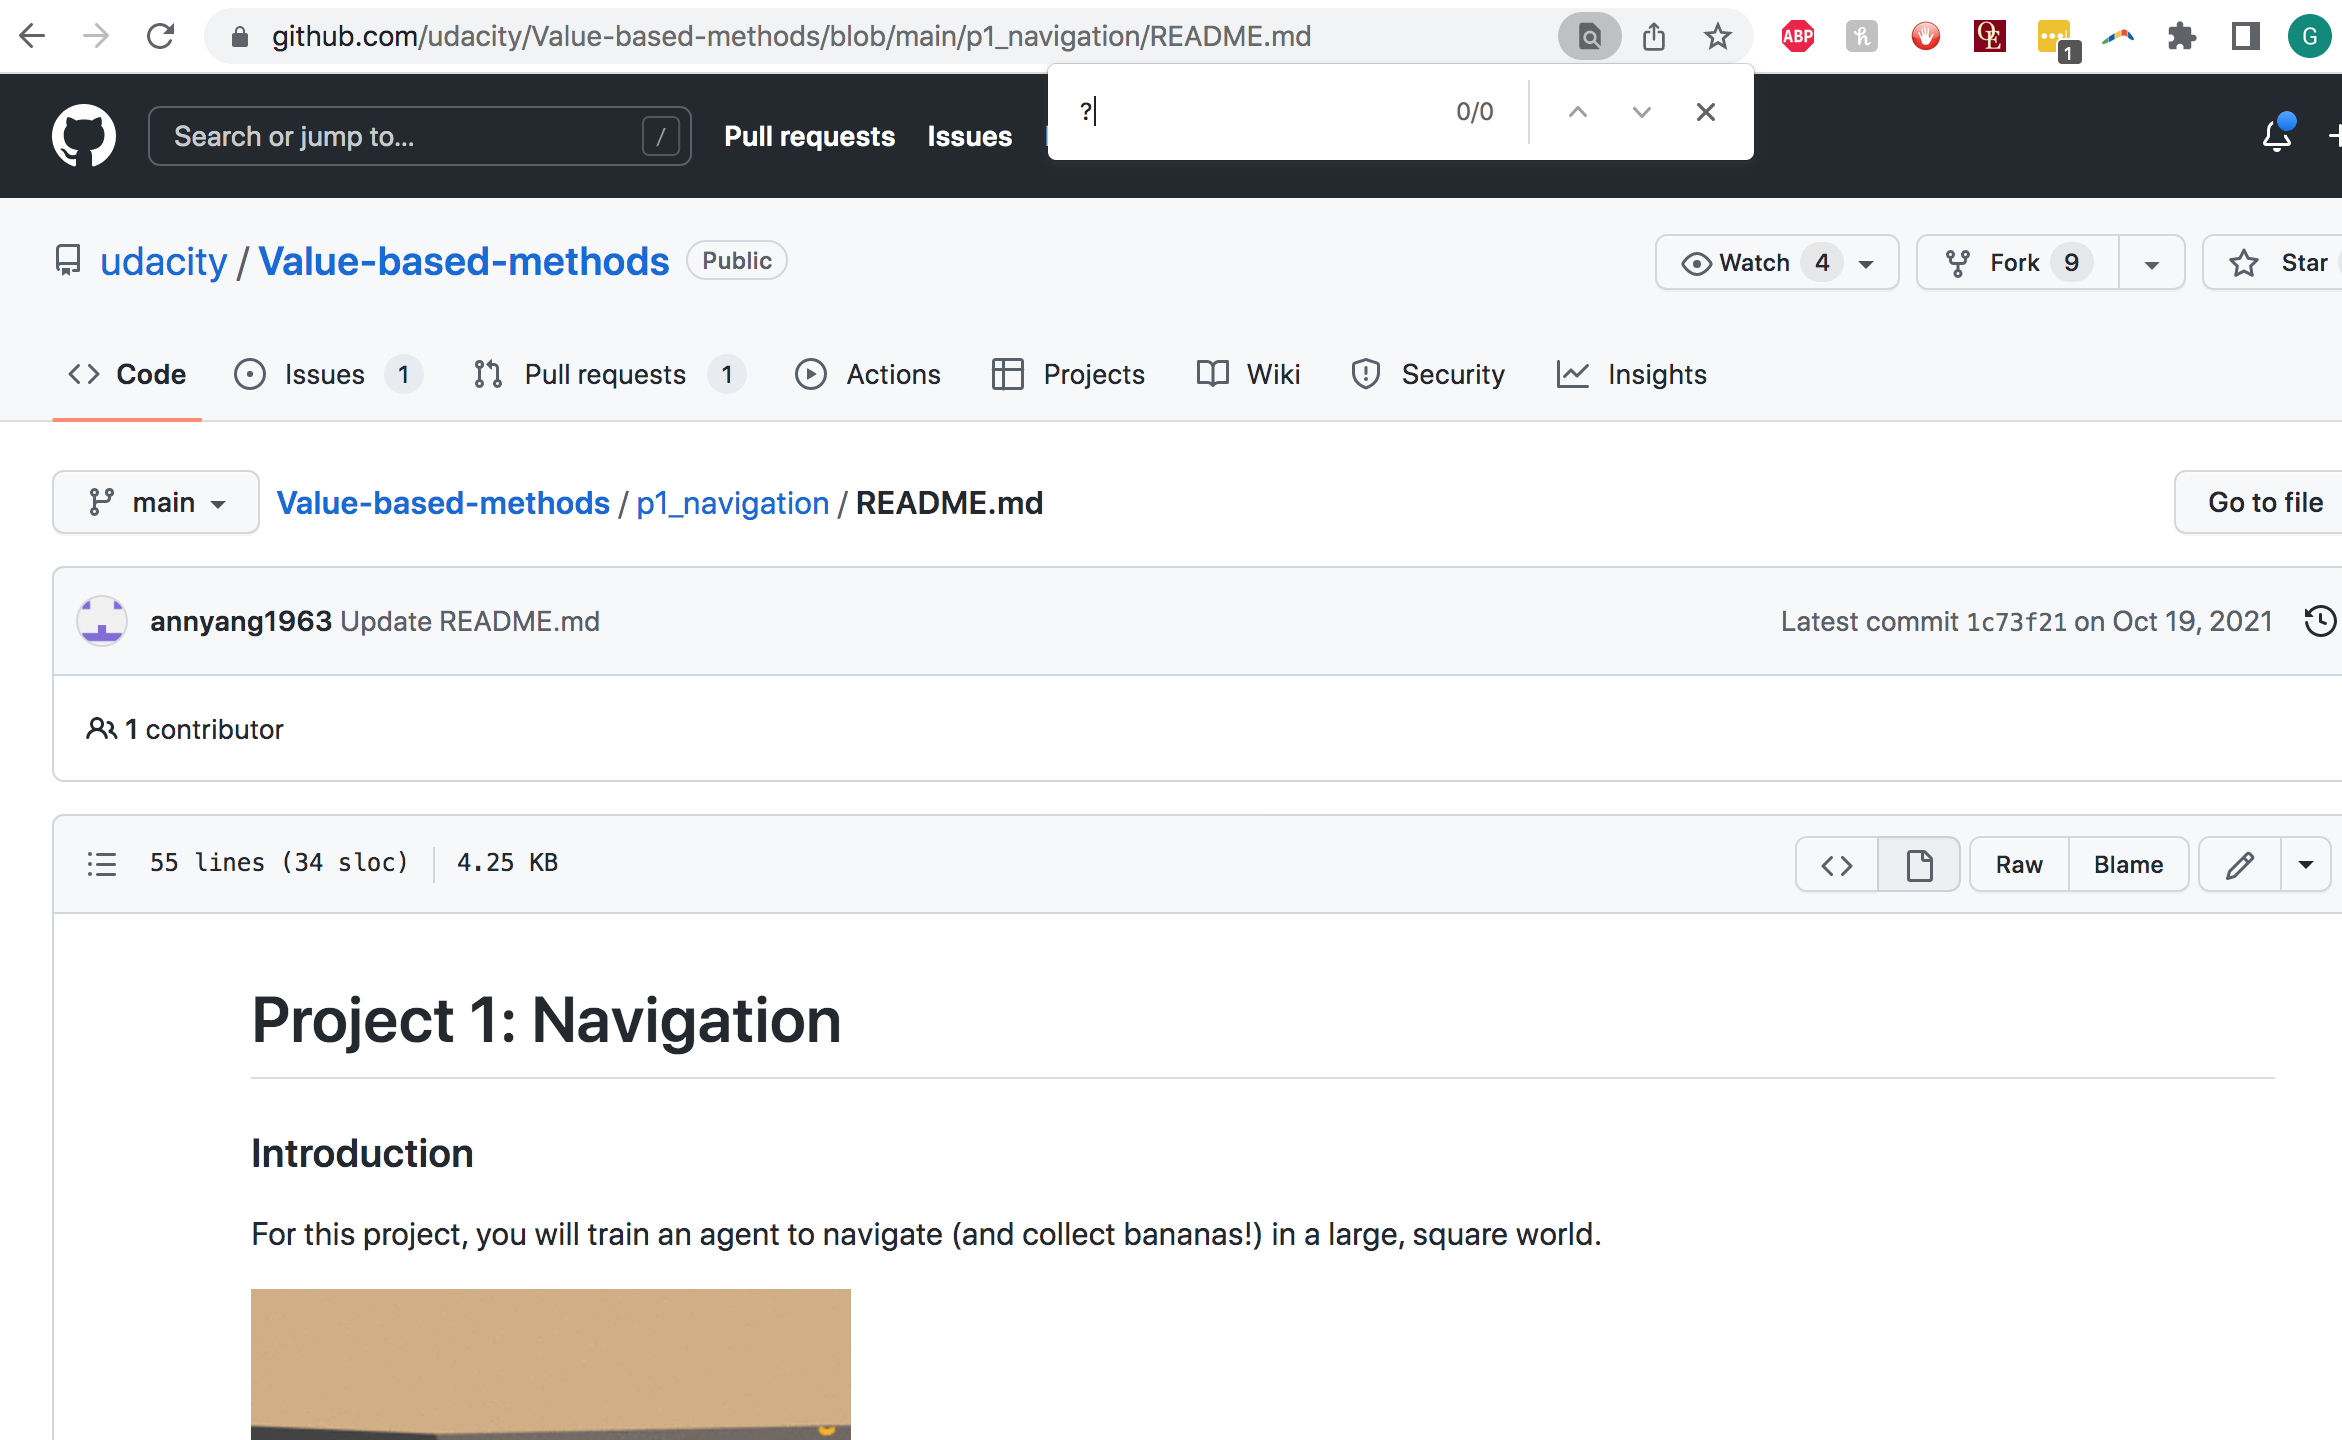 github.com/udacity/Value-based-methods/blob/main/p1_navigation/README.md
ABP
h
OE
1
G
?
0/0
Search or jump to...
/
Pull requests
Issues
udacity / Value-based-methods
Public
Watch 4
Fork 9
Star
Code
Issues 1
Pull requests 1
Actions
Projects
Wiki
Security
Insights
main
Value-based-methods / p1_navigation / README.md
Go to file
annyang1963 Update README.md
Latest commit 1c73f21 on Oct 19, 2021
1 contributor
55 lines (34 sloc)
4.25 KB
Raw
Blame
Project 1: Navigation
Introduction
For this project, you will train an agent to navigate (and collect bananas!) in a large, square world.